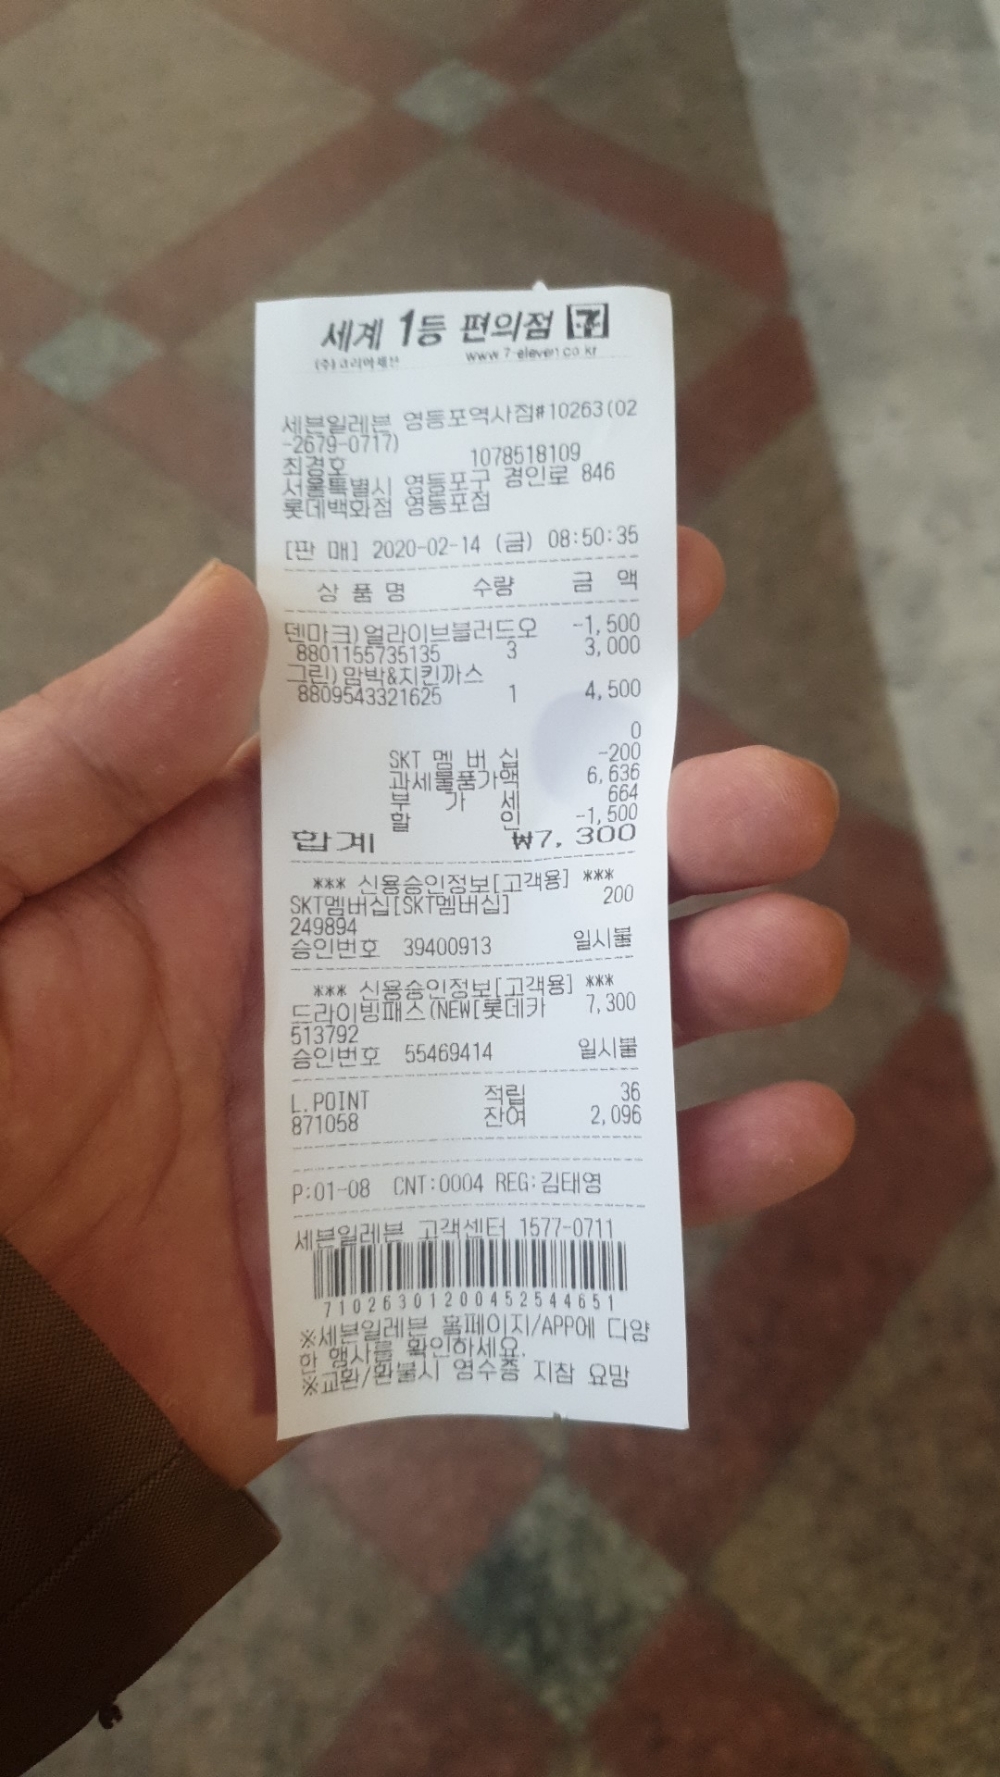 세계 1등 편의점 7
(주)코리아세븐 www.7-eleven.co.kr
세븐일레븐 영등포역사점#10263(02
-2679-0717)
최경호 1078518109
서울특별시 영등포구 경인로 846
롯데백화점 영등포점
[판 매] 2020-02-14 (금) 08:50:35
상 품 명 수량 금 액
덴마크)얼라이브블러드오 -1,500
8801155735135 3 3,000
그린)함박&치킨까스
8809543321625 1 4,500
0
SKT 멤 버 십 -200
과세물품가액 6,636
부 가 세 664
할 인 -1,500
합계 ₩7,300
*** 신용승인정보[고객용] ***
SKT멤버십[SKT멤버십] 200
249894
승인번호 39400913 일시불
*** 신용승인정보[고객용] ***
드라이빙패스(NEW[롯데카 7,300
513792
승인번호 55469414 일시불
L.POINT 적립 36
871058 잔여 2,096
P:01-08 CNT:0004 REG:김태영
세븐일레븐 고객센터 1577-0711
7102630120045254​4651
※세븐일레븐 홈페이지/APP에 다양
한 행사를 확인하세요.
※교환/환불시 영수증 지참 요망